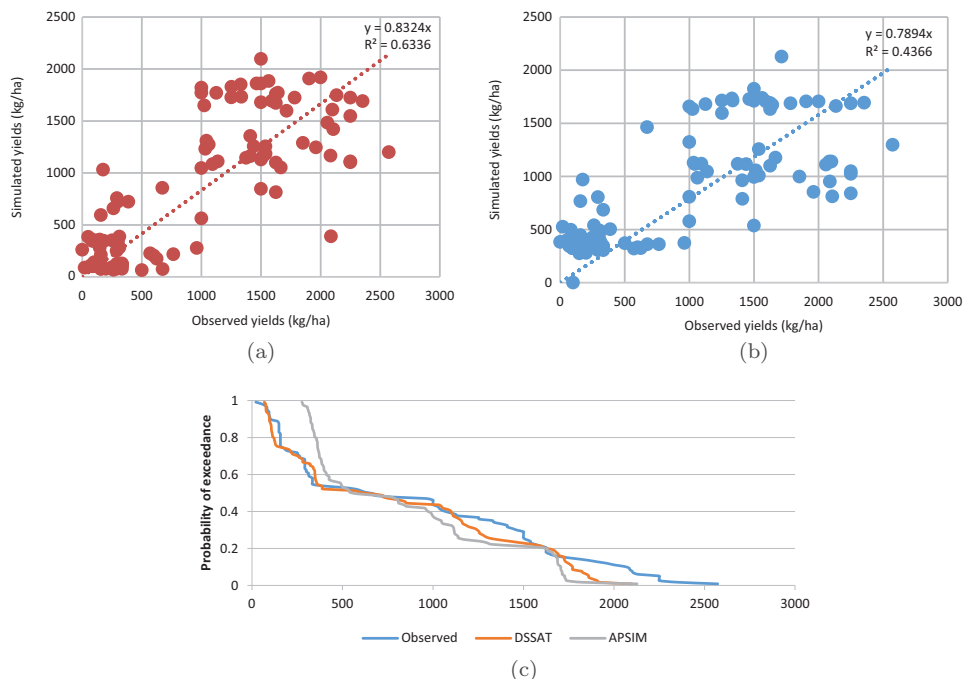 2500
2000
1500
1000
500
0
Simulated yields (kg/ha)
y = 0.8324x
R² = 0.6336
0 500 1000 1500 2000 2500 3000
Observed yields (kg/ha)
(a)
2500
2000
1500
1000
500
0
Simulated yields (kg/ha)
y = 0.7894x
R² = 0.4366
0 500 1000 1500 2000 2500 3000
Observed yields (kg/ha)
(b)
1
0.8
0.6
0.4
0.2
0
Probability of exceedance
0 500 1000 1500 2000 2500 3000
Observed DSSAT APSIM
(c)